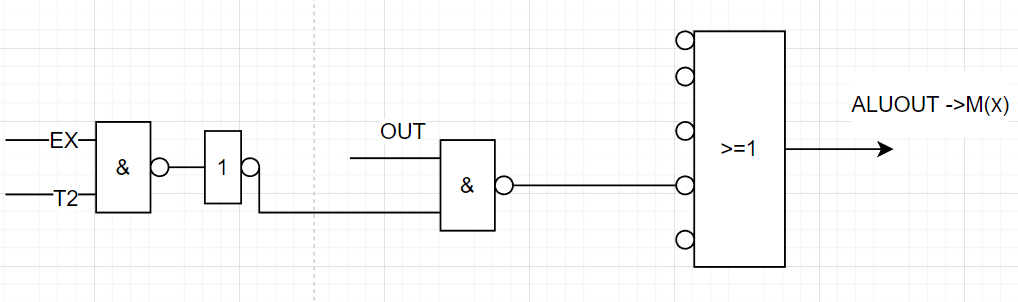 EX
T2
&
1
OUT
&
>=1
ALUOUT ->M(X)